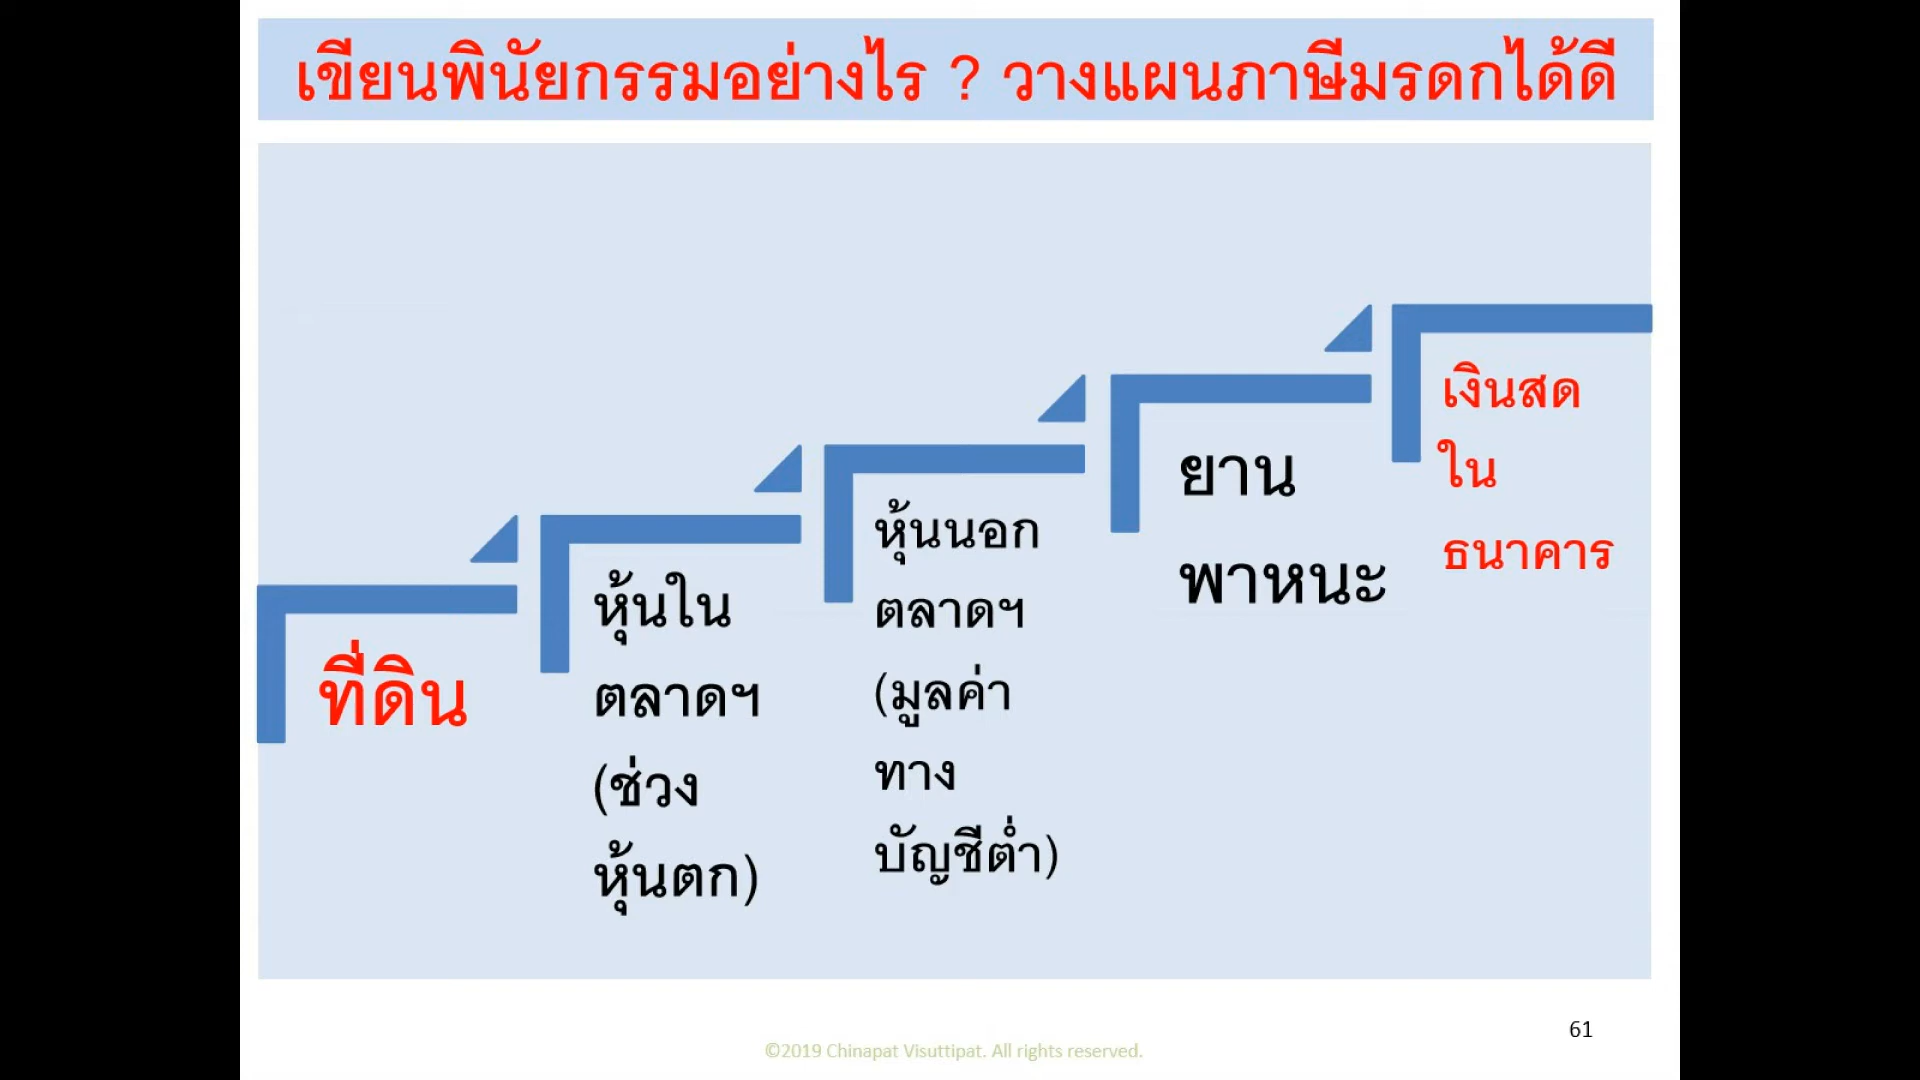 เขียนพินัยกรรมอย่างไร ? วางแผนภาษีมรดกได้ดี
ที่ดิน
หุ้นใน
ตลาดฯ
(ช่วง
หุ้นตก)
หุ้นนอก
ตลาดฯ
(มูลค่า
ทาง
บัญชีต่ำ)
ยาน
พาหนะ
เงินสด
ใน
ธนาคาร
61
©2019 Chinapat Visuttipat. All rights reserved.